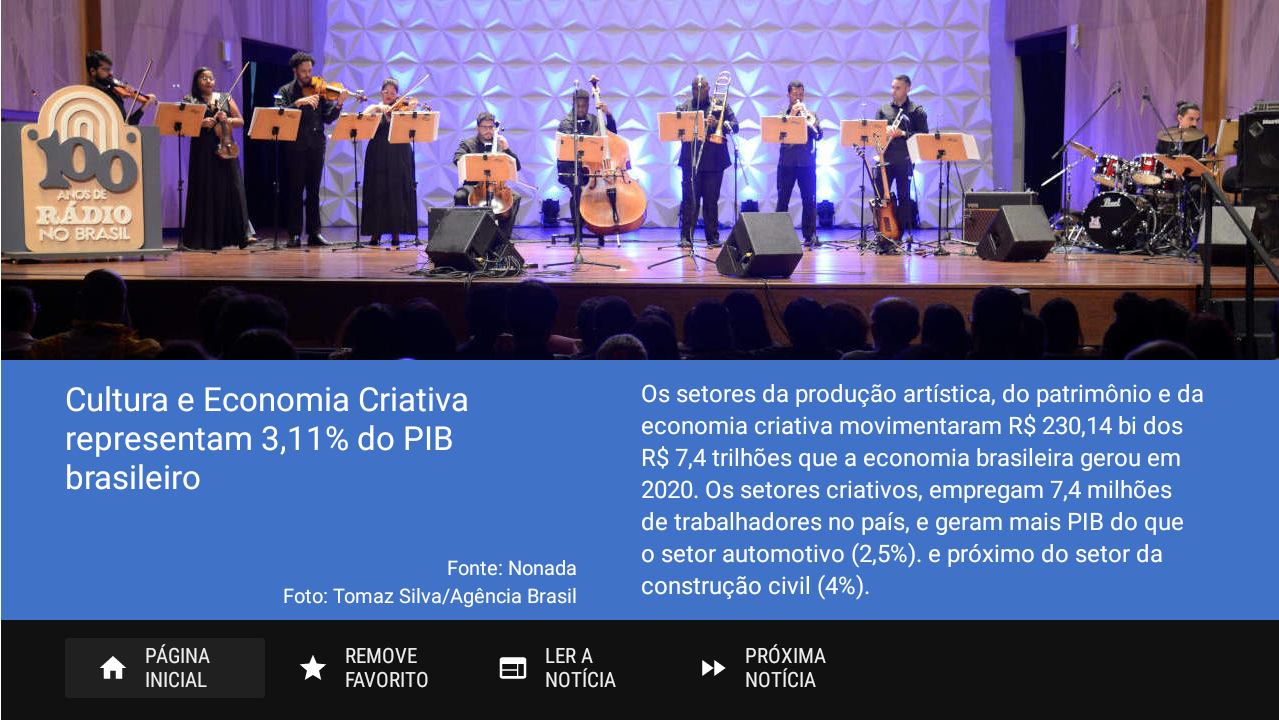 100
ANOS DE
RÁDIO
NO BRASIL
Pearl
Cultura e Economia Criativa
representam 3,11% do PIB
brasileiro
Fonte: Nonada
Foto: Tomaz Silva/Agência Brasil
Os setores da produção artística, do patrimônio e da
economia criativa movimentaram R$ 230,14 bi dos
R$ 7,4 trilhões que a economia brasileira gerou em
2020. Os setores criativos, empregam 7,4 milhões
de trabalhadores no país, e geram mais PIB do que
o setor automotivo (2,5%). e próximo do setor da
construção civil (4%).
PÁGINA
INICIAL
REMOVE
FAVORITO
LER A
NOTÍCIA
PRÓXIMA
NOTÍCIA